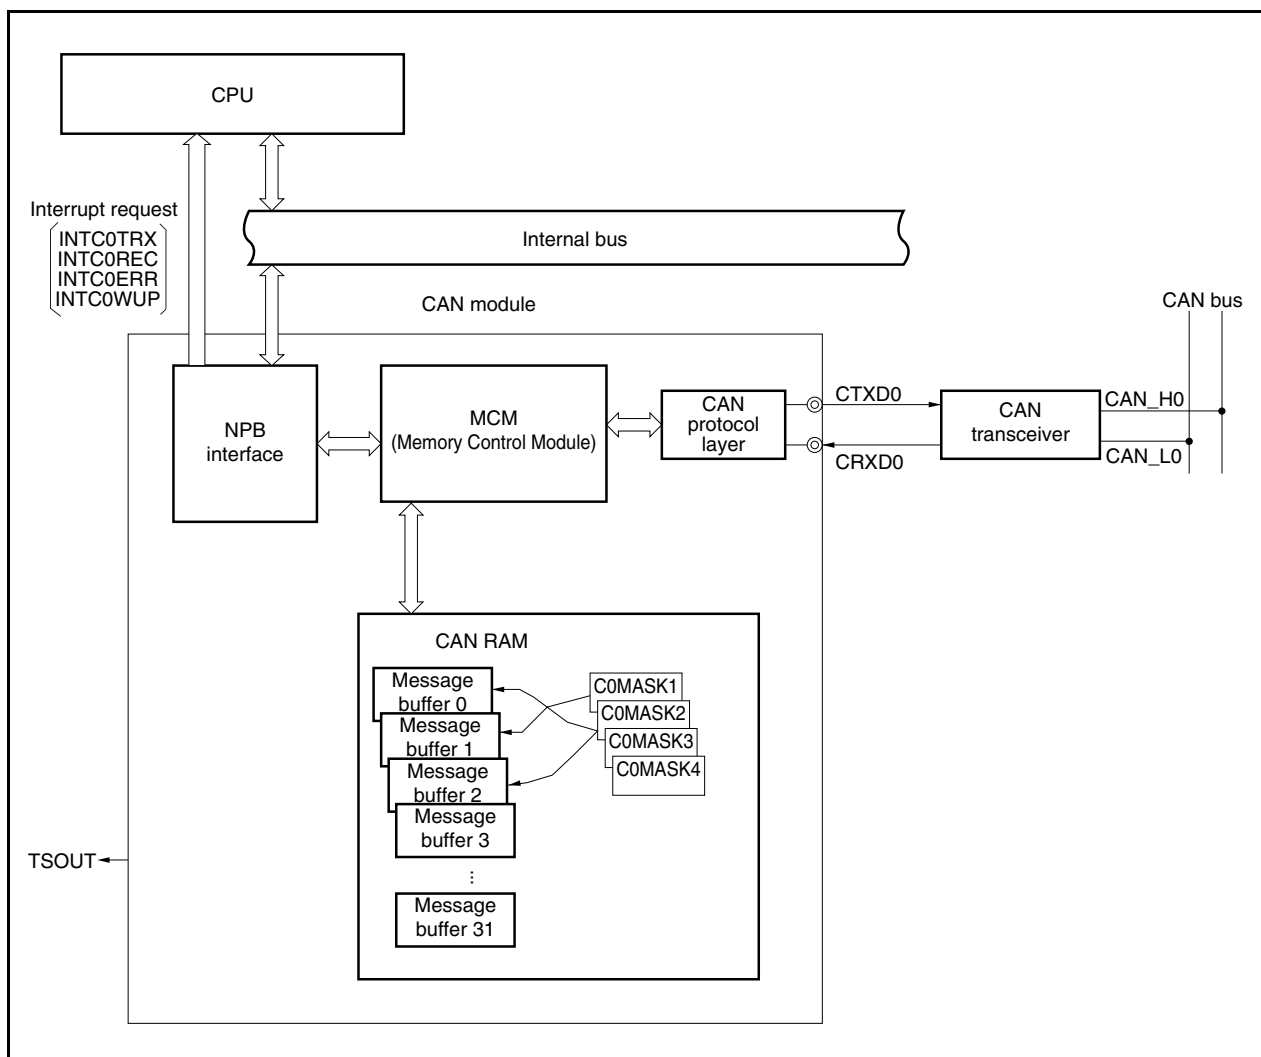 CPU
Interrupt request
INTC0TRX
INTC0REC
INTC0ERR
INTC0WUP
Internal bus
CAN module
CAN bus
NPB
interface
MCM
(Memory Control Module)
CAN
protocol
layer
CTXD0
CRXD0
CAN
transceiver
CAN_H0
CAN_L0
CAN RAM
Message
buffer 0
Message
buffer 1
Message
buffer 2
Message
buffer 3
...
Message
buffer 31
C0MASK1
C0MASK2
C0MASK3
C0MASK4
TSOUT